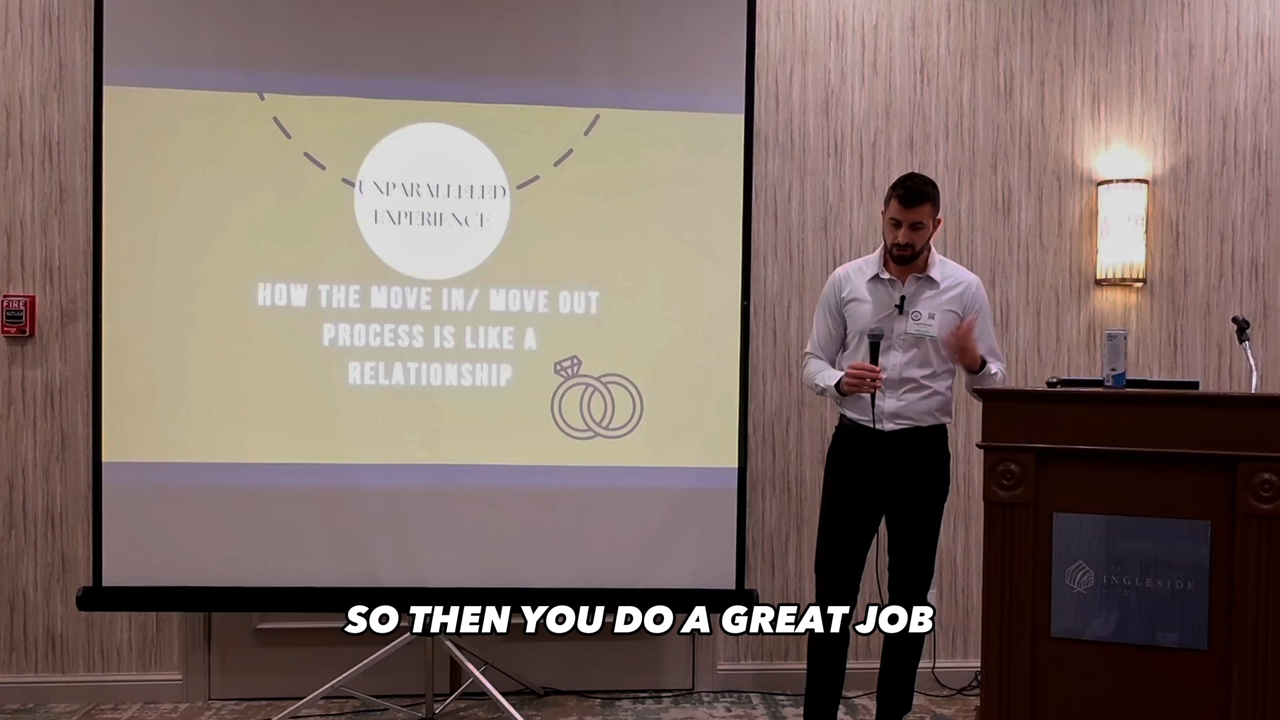 UNPARALLELED
EXPERIENCE
HOW THE MOVE IN/ MOVE OUT
PROCESS IS LIKE A
RELATIONSHIP
FIRE
INGLESIDE
SO THEN YOU DO A GREAT JOB